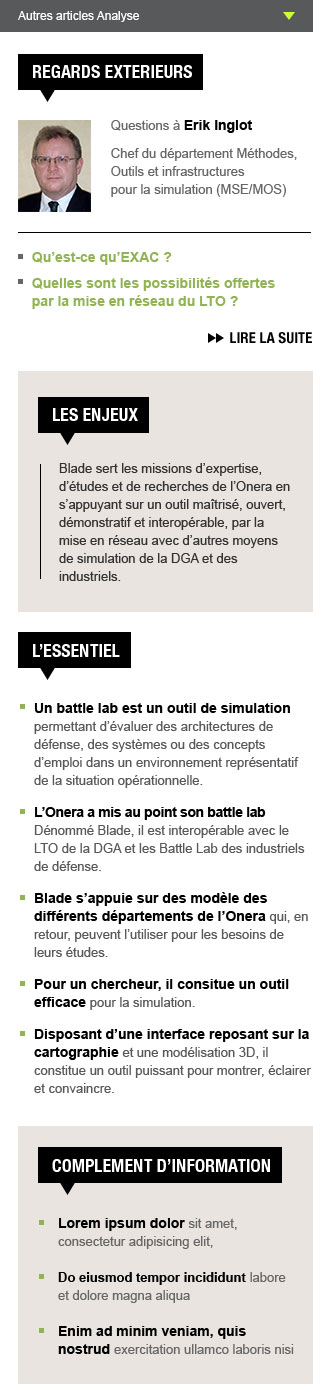 Autres articles Analyse
REGARDS EXTERIEURS
Questions à Erik Inglot
Chef du département Méthodes,
Outils et infrastructures
pour la simulation (MSE/MOS)
Qu’est-ce qu’EXAC ?
Quelles sont les possibilités offertes
par la mise en réseau du LTO ?
LIRE LA SUITE
LES ENJEUX
Blade sert les missions d’expertise,
d’études et de recherches de l’Onera en
s’appuyant sur un outil maîtrisé, ouvert,
démonstratif et interopérable, par la
mise en réseau avec d’autres moyens
de simulation de la DGA et des
industriels.
L’ESSENTIEL
Un battle lab est un outil de simulation
permettant d’évaluer des architectures de
défense, des systèmes ou des concepts
d’emploi dans un environnement représentatif
de la situation opérationnelle.
L’Onera a mis au point son battle lab
Dénommé Blade, il est interopérable avec le
LTO de la DGA et les Battle Lab des industriels
de défense.
Blade s’appuie sur des modèle des
différents départements de l’Onera qui, en
retour, peuvent l’utiliser pour les besoins de
leurs études.
Pour un chercheur, il consitue un outil
efficace pour la simulation.
Disposant d’une interface reposant sur la
cartographie et une modélisation 3D, il
constitue un outil puissant pour montrer, éclairer
et convaincre.
COMPLEMENT D’INFORMATION
Lorem ipsum dolor sit amet,
consectetur adipisicing elit,
Do eiusmod tempor incididunt labore
et dolore magna aliqua
Enim ad minim veniam, quis
nostrud exercitation ullamco laboris nisi